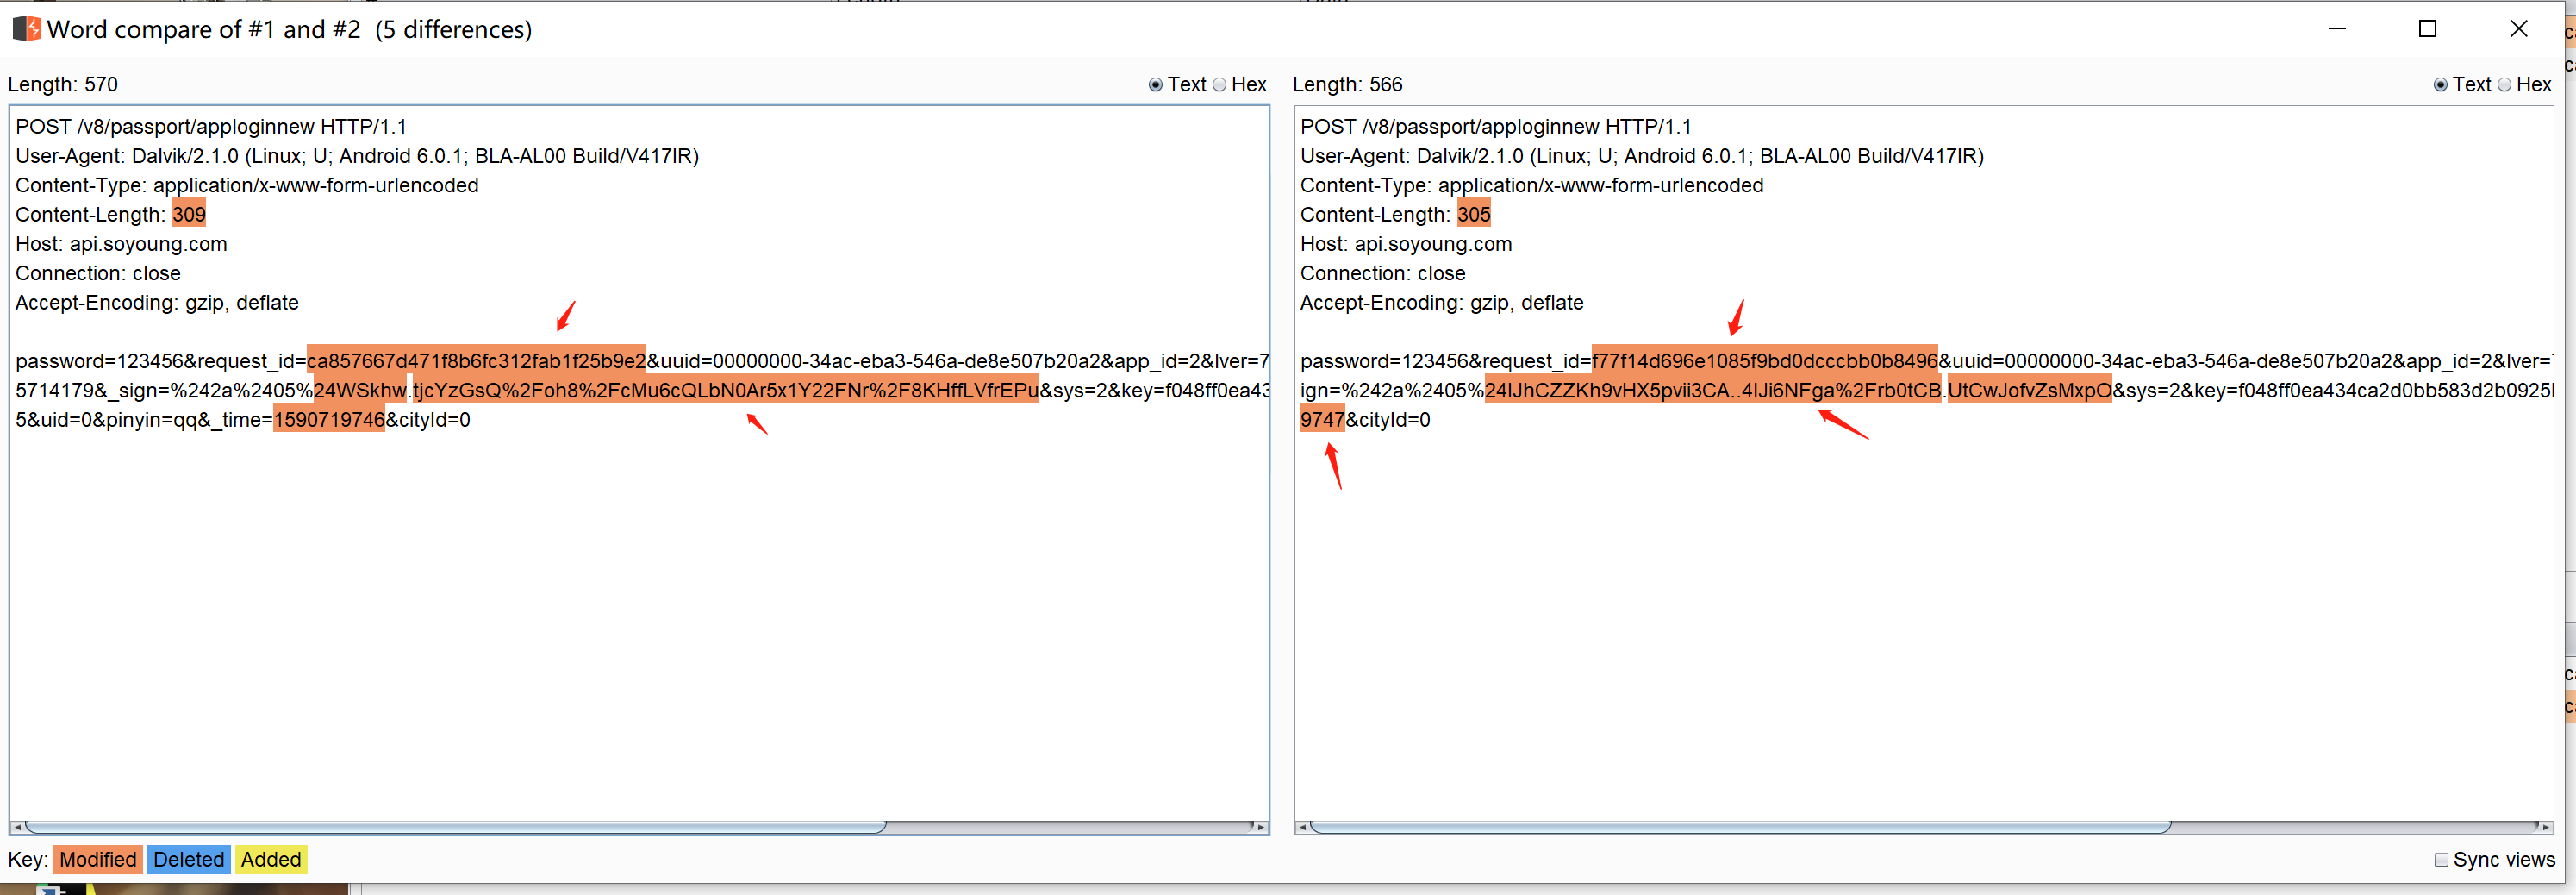 Word compare of #1 and #2 (5 differences)
Length: 570
Text Hex
POST /v8/passport/apploginnew HTTP/1.1
User-Agent: Dalvik/2.1.0 (Linux; U; Android 6.0.1; BLA-AL00 Build/V417IR)
Content-Type: application/x-www-form-urlencoded
Content-Length: 309
Host: api.soyoung.com
Connection: close
Accept-Encoding: gzip, deflate
password=123456&request_id=ca857667d471f8b6fc312fab1f25b9e2&uuid=00000000-34ac-eba3-546a-de8e507b20a2&app_id=2&lver=7
5714179&_sign=%242a%2405%24WSkhw.tjcYzGsQ%2Foh8%2FcMu6cQLbN0Ar5x1Y22FNr%2F8KHffLVfrEPu&sys=2&key=f048ff0ea43
5&uid=0&pinyin=qq&_time=1590719746&cityId=0
Length: 566
Text Hex
POST /v8/passport/apploginnew HTTP/1.1
User-Agent: Dalvik/2.1.0 (Linux; U; Android 6.0.1; BLA-AL00 Build/V417IR)
Content-Type: application/x-www-form-urlencoded
Content-Length: 305
Host: api.soyoung.com
Connection: close
Accept-Encoding: gzip, deflate
password=123456&request_id=f77f14d696e1085f9bd0dcccbb0b8496&uuid=00000000-34ac-eba3-546a-de8e507b20a2&app_id=2&lver=
ign=%242a%2405%24IJhCZZKh9vHX5pvii3CA..4IJi6NFga%2Frb0tCB.UtCwJofvZsMxpO&sys=2&key=f048ff0ea434ca2d0bb583d2b0925
9747&cityId=0
Key: Modified Deleted Added
Sync views